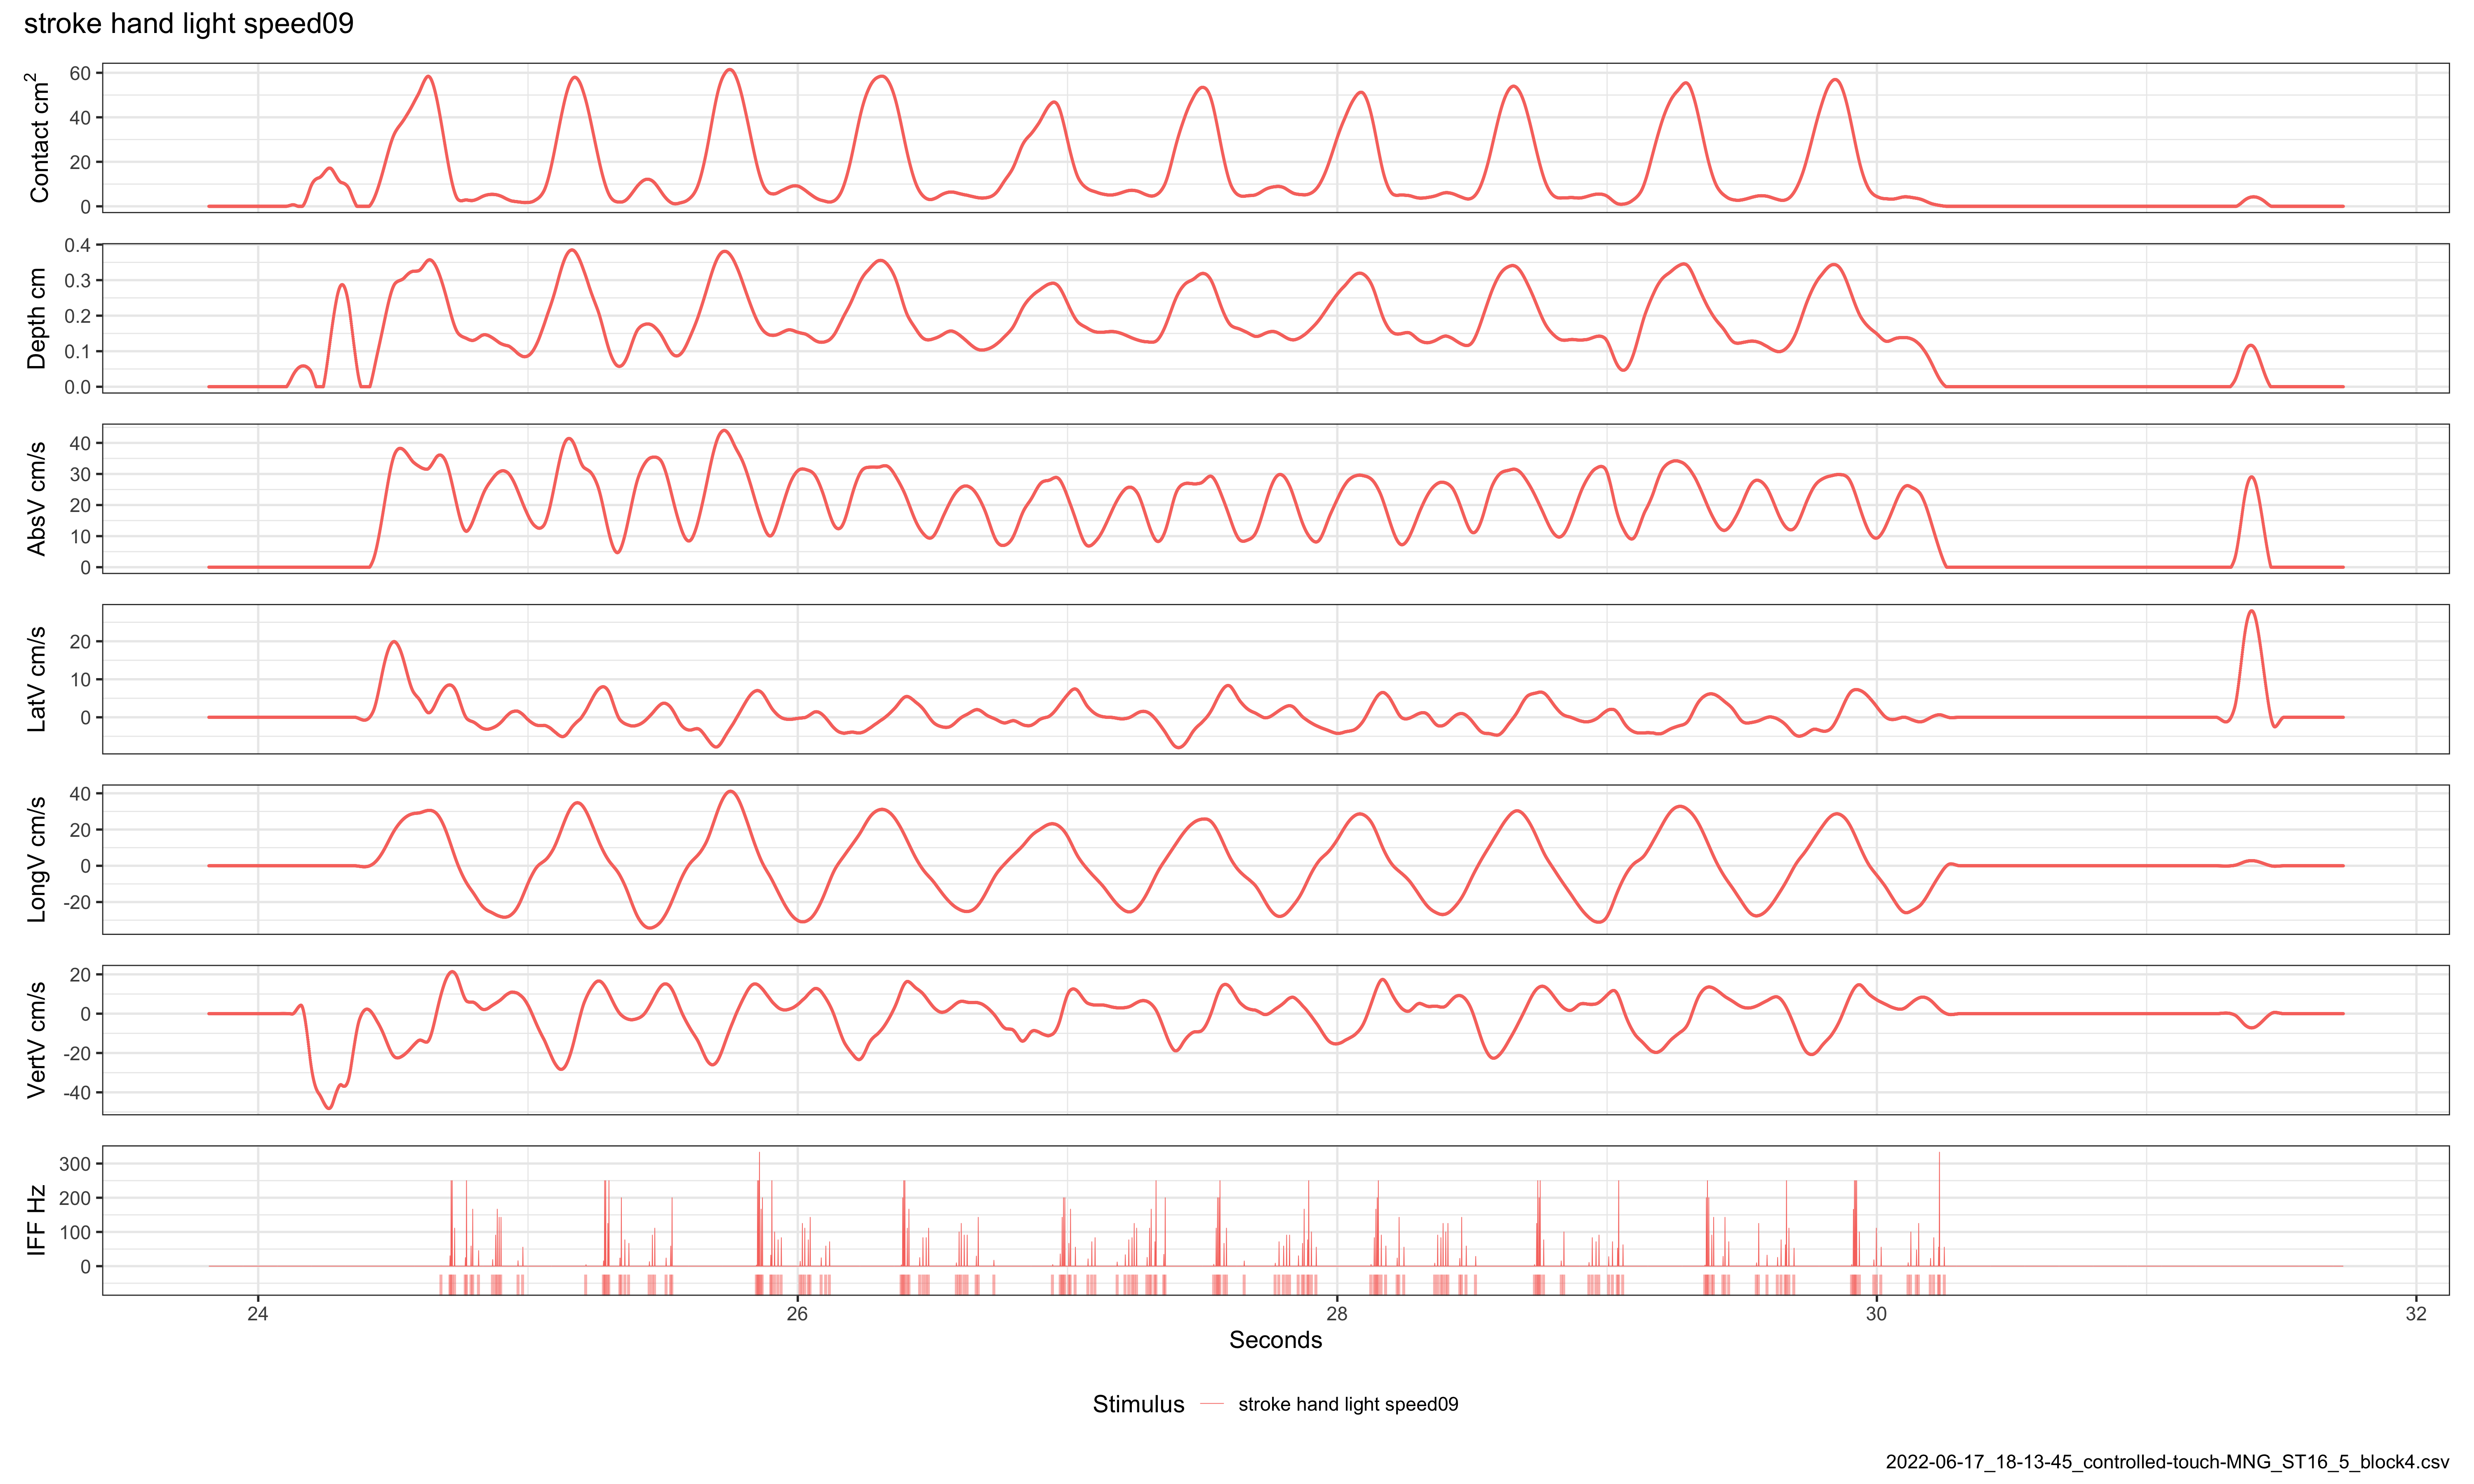 stroke hand light speed09
Contact cm²
60
40
20
0
Depth cm
0.4
0.3
0.2
0.1
0.0
AbsV cm/s
40
30
20
10
0
LatV cm/s
20
10
0
LongV cm/s
40
20
0
-20
VertV cm/s
20
0
-20
-40
IFF Hz
300
200
100
0
24 26 28 30 32
Seconds
Stimulus stroke hand light speed09
2022-06-17_18-13-45_controlled-touch-MNG_ST16_5_block4.csv